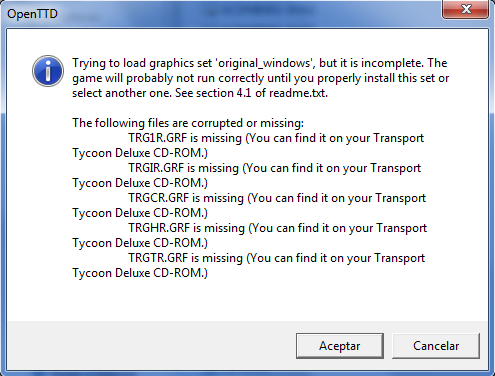 OpenTTD
Trying to load graphics set 'original_windows', but it is incomplete. The
game will probably not run correctly until you properly install this set or
select another one. See section 4.1 of readme.txt.
The following files are corrupted or missing:
TRG1R.GRF is missing (You can find it on your Transport
Tycoon Deluxe CD-ROM.)
TRGIR.GRF is missing (You can find it on your Transport
Tycoon Deluxe CD-ROM.)
TRGCR.GRF is missing (You can find it on your Transport
Tycoon Deluxe CD-ROM.)
TRGHR.GRF is missing (You can find it on your Transport
Tycoon Deluxe CD-ROM.)
TRGTR.GRF is missing (You can find it on your Transport
Tycoon Deluxe CD-ROM.)
Aceptar
Cancelar